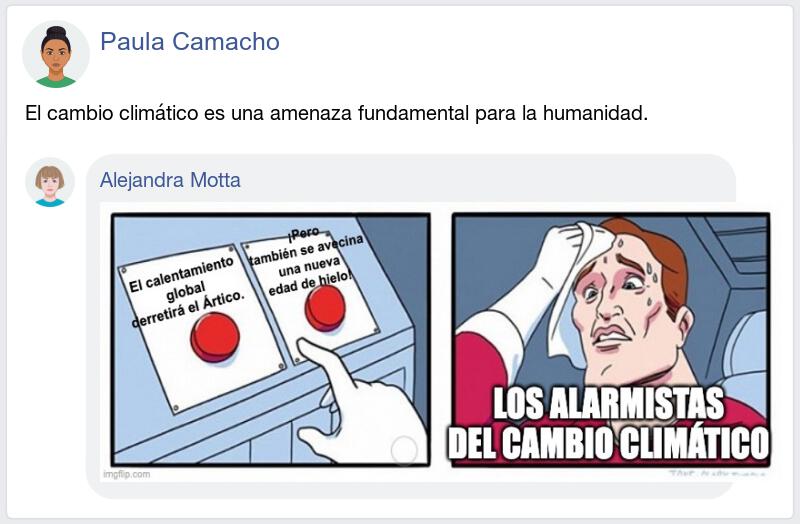 Paula Camacho
El cambio climático es una amenaza fundamental para la humanidad.
Alejandra Motta
El calentamiento
global
derretirá el Ártico.
¡Pero
también se avecina
una nueva
edad de hielo!
LOS ALARMISTAS
DEL CAMBIO CLIMÁTICO
imgflip.com